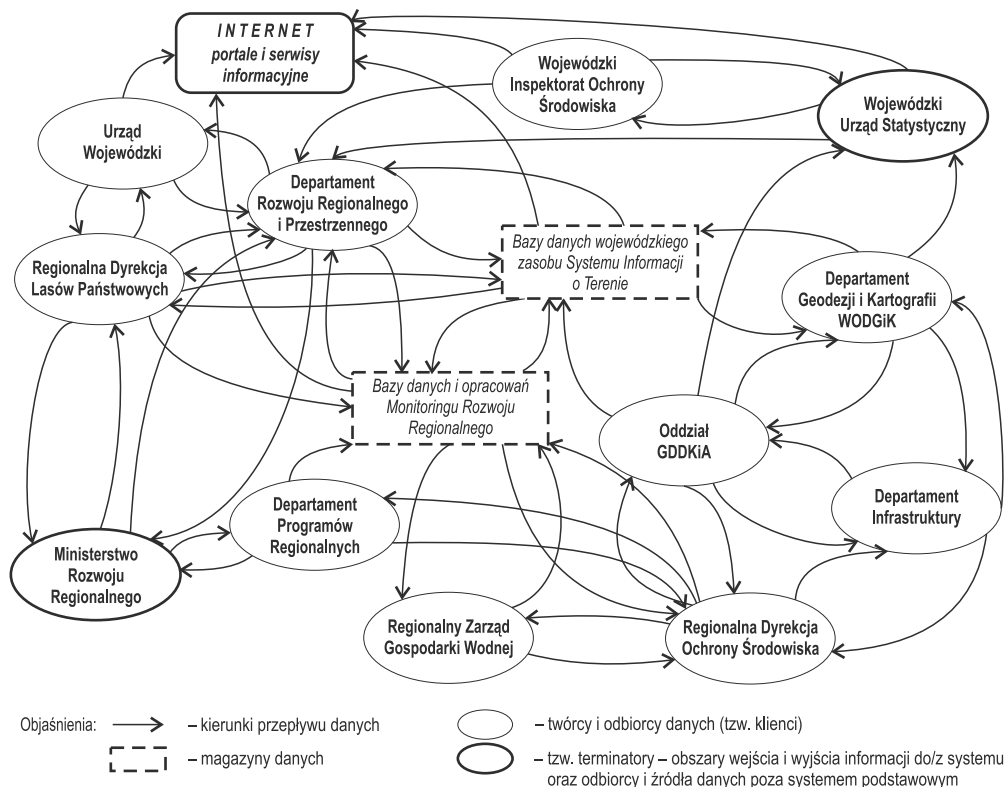 INTERNET
portale i serwisy
informacyjne
Wojewódzki
Inspektorat Ochrony
Środowiska
Wojewódzki
Urząd Statystyczny
Urząd
Wojewódzki
Departament
Rozwoju Regionalnego
i Przestrzennego
Bazy danych wojewódzkiego
zasobu Systemu Informacji
o Terenie
Regionalna Dyrekcja
Lasów Państwowych
Departament
Geodezji i Kartografii
WODGiK
Bazy danych i opracowań
Monitoringu Rozwoju
Regionalnego
Oddział
GDDKiA
Departament
Infrastruktury
Departament
Programów
Regionalnych
Ministerstwo
Rozwoju
Regionalnego
Regionalny Zarząd
Gospodarki Wodnej
Regionalna Dyrekcja
Ochrony Środowiska
Objaśnienia:
– kierunki przepływu danych
– magazyny danych
– twórcy i odbiorcy danych (tzw. klienci)
– tzw. terminatory – obszary wejścia i wyjścia informacji do/z systemu
oraz odbiorcy i źródła danych poza systemem podstawowym